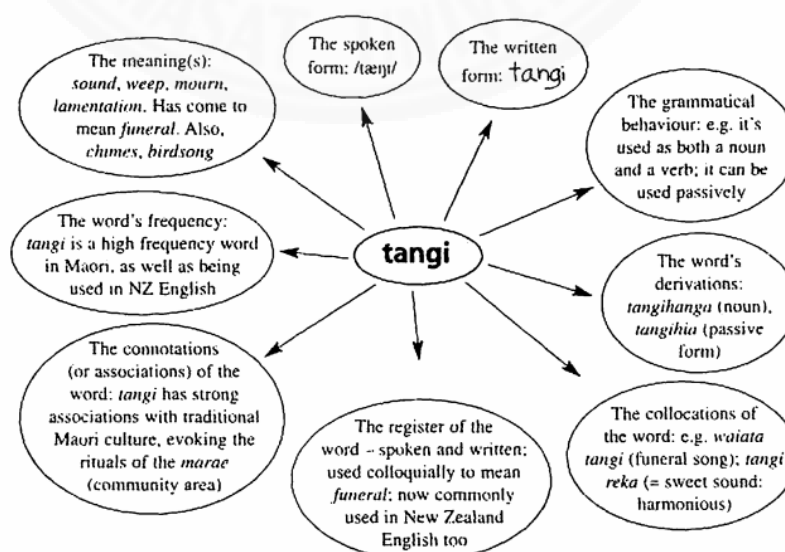 The meaning(s):
sound, weep, mourn,
lamentation. Has come to
mean funeral. Also,
chimes, birdsong
The spoken
form: /tæŋɪ/
The written
form: tangi
The grammatical
behaviour: e.g. it's
used as both a noun
and a verb; it can be
used passively
The word's frequency:
tangi is a high frequency word
in Maori, as well as being
used in NZ English
tangi
The word's
derivations:
tangihanga (noun),
tangihia (passive
form)
The connotations
(or associations) of the
word: tangi has strong
associations with traditional
Maori culture, evoking the
rituals of the marae
(community area)
The register of the
word – spoken and written;
used colloquially to mean
funeral; now commonly
used in New Zealand
English too
The collocations of
the word: e.g. waiata
tangi (funeral song); tangi
reka (= sweet sound:
harmonious)